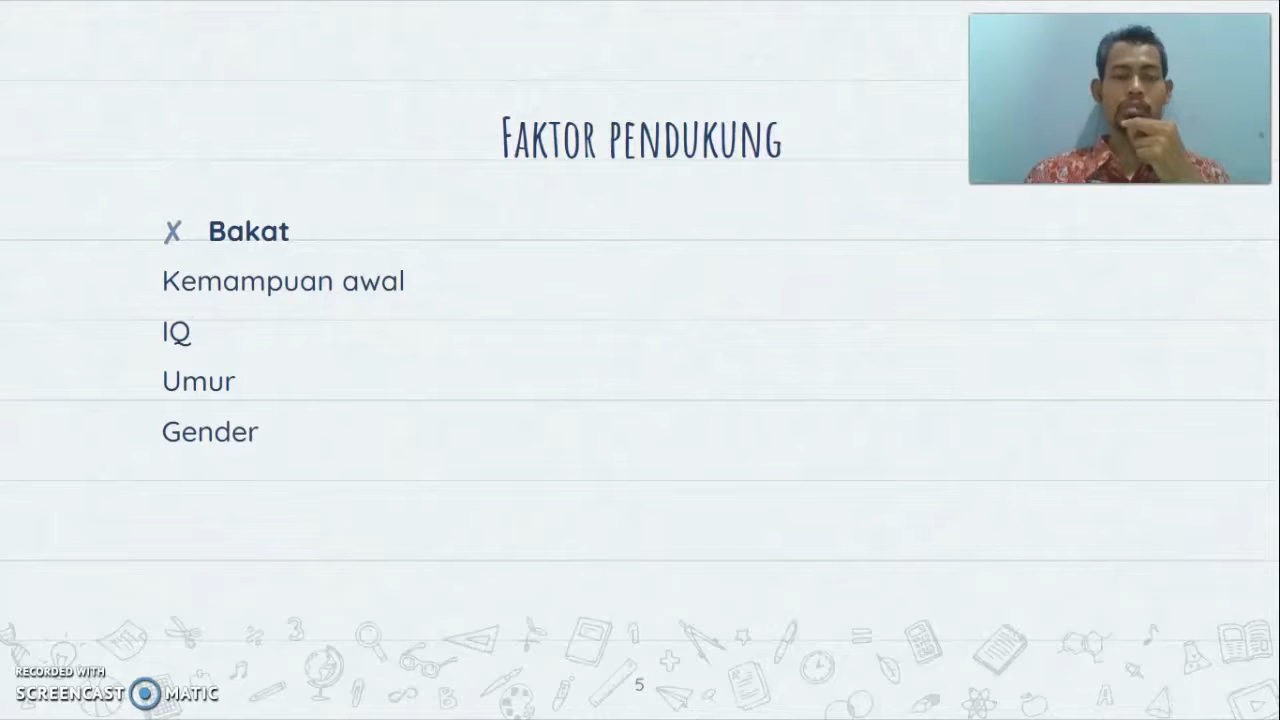 Faktor pendukung
✗ Bakat
Kemampuan awal
IQ
Umur
Gender
5
RECORDED WITH
SCREENCAST MATIC